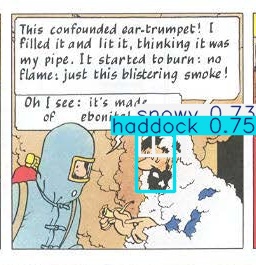 This confounded ear-trumpet! I
filled it and lit it, thinking it was
my pipe. It started to burn: no
flame: just this blistering smoke!
Oh I see: it's made
of ebonite
snowy 0.73
haddock 0.75